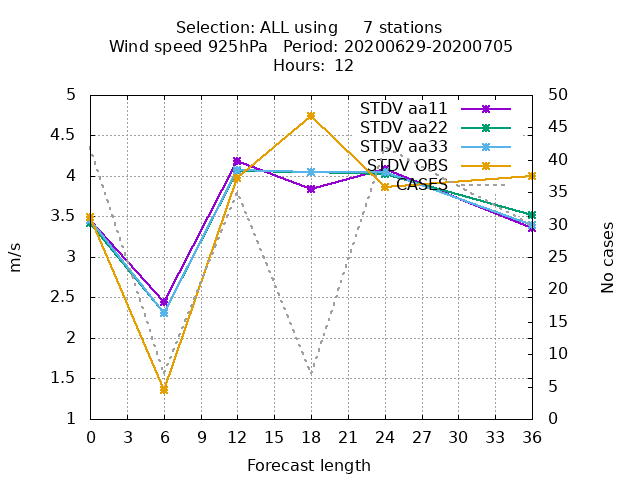 Selection: ALL using     7 stations
Wind speed 925hPa   Period: 20200629-20200705
Hours: 12
STDV aa11
STDV aa22
STDV aa33
STDV OBS
CASES
5
4.5
4
3.5
3
2.5
2
1.5
1
m/s
50
45
40
35
30
25
20
15
10
5
0
No cases
0 3 6 9 12 15 18 21 24 27 30 33 36
Forecast length